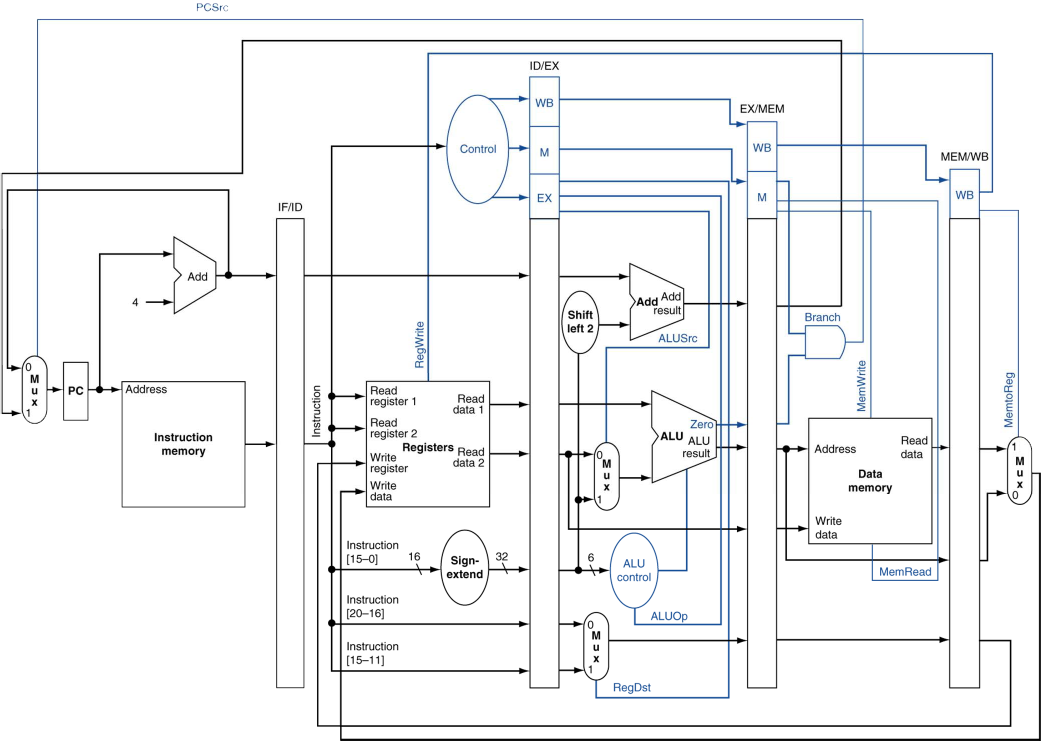 PCSrc
ID/EX
WB
EX/MEM
Control
M
WB
MEM/WB
EX
M
WB
IF/ID
Add
4
Add
Add
result
Shift
left 2
Branch
ALUSrc
RegWrite
MemWrite
MemtoReg
0
M
u
x
1
PC
Address
Instruction
memory
Instruction
Read
register 1
Read
register 2
Write
register
Write
data
Registers
Read
data 1
Read
data 2
0
M
u
x
1
ALU
Zero
ALU
result
Address
Read
data
Data
memory
Write
data
1
M
u
x
0
MemRead
Instruction
[15–0]
16
Sign-
extend
32
6
ALU
control
ALUOp
Instruction
[20–16]
Instruction
[15–11]
0
M
u
x
1
RegDst